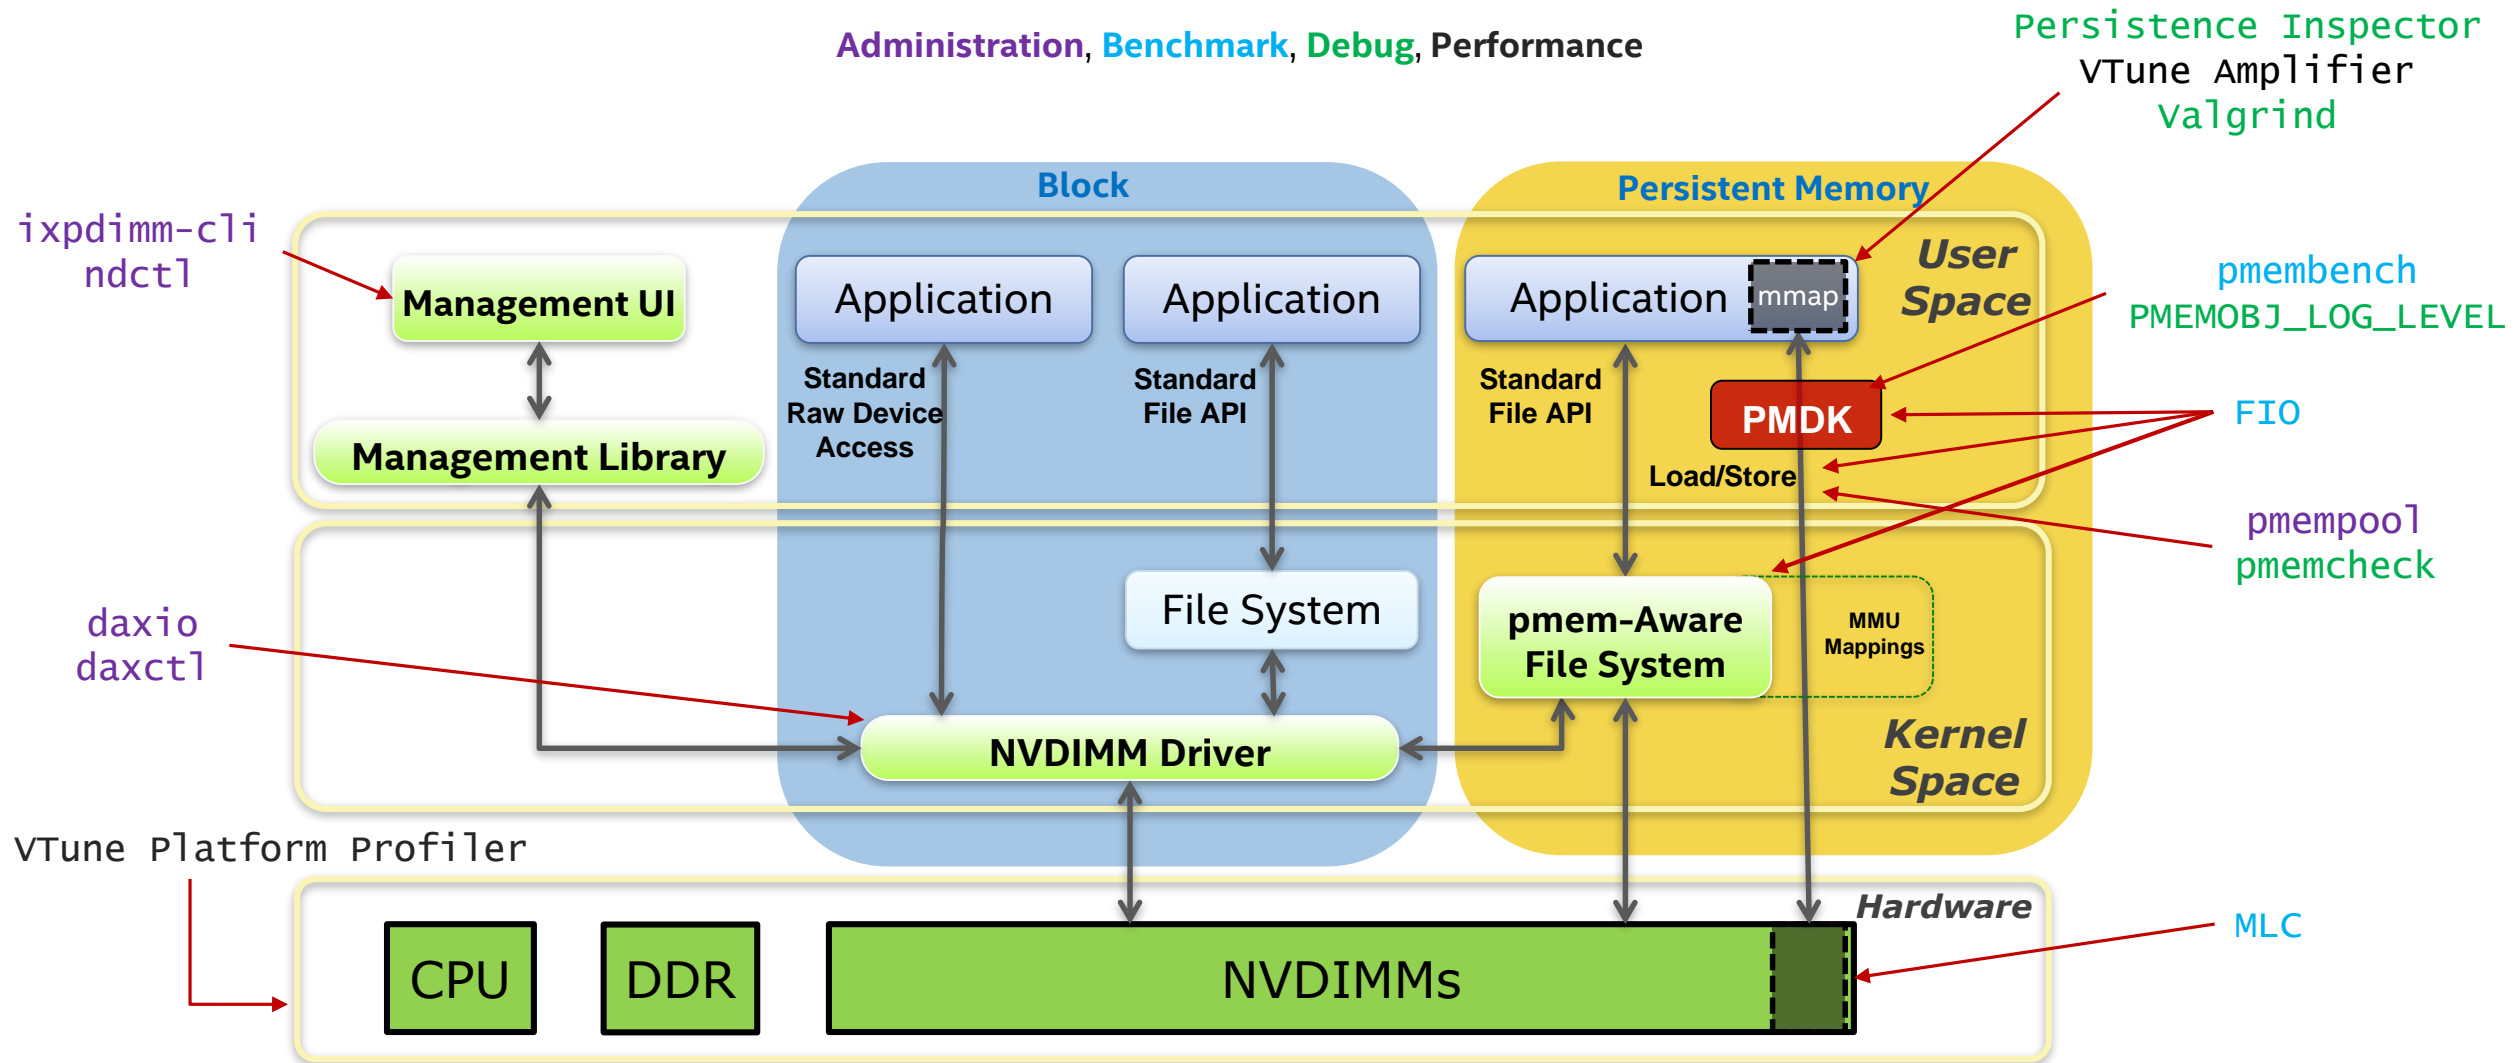 Administration, Benchmark, Debug, Performance
Persistence Inspector
VTune Amplifier
Valgrind
Block
Persistent Memory
ixpdimm-cli
ndctl
Management UI
Application
Application
Application
mmap
User
Space
pmembench
PMEMOBJ_LOG_LEVEL
Standard
Raw Device
Access
Standard
File API
Standard
File API
PMDK
FIO
Management Library
Load/Store
pmempool
pmemcheck
daxio
daxctl
File System
pmem-Aware
File System
MMU
Mappings
NVDIMM Driver
Kernel
Space
VTune Platform Profiler
Hardware
CPU
DDR
NVDIMMs
MLC